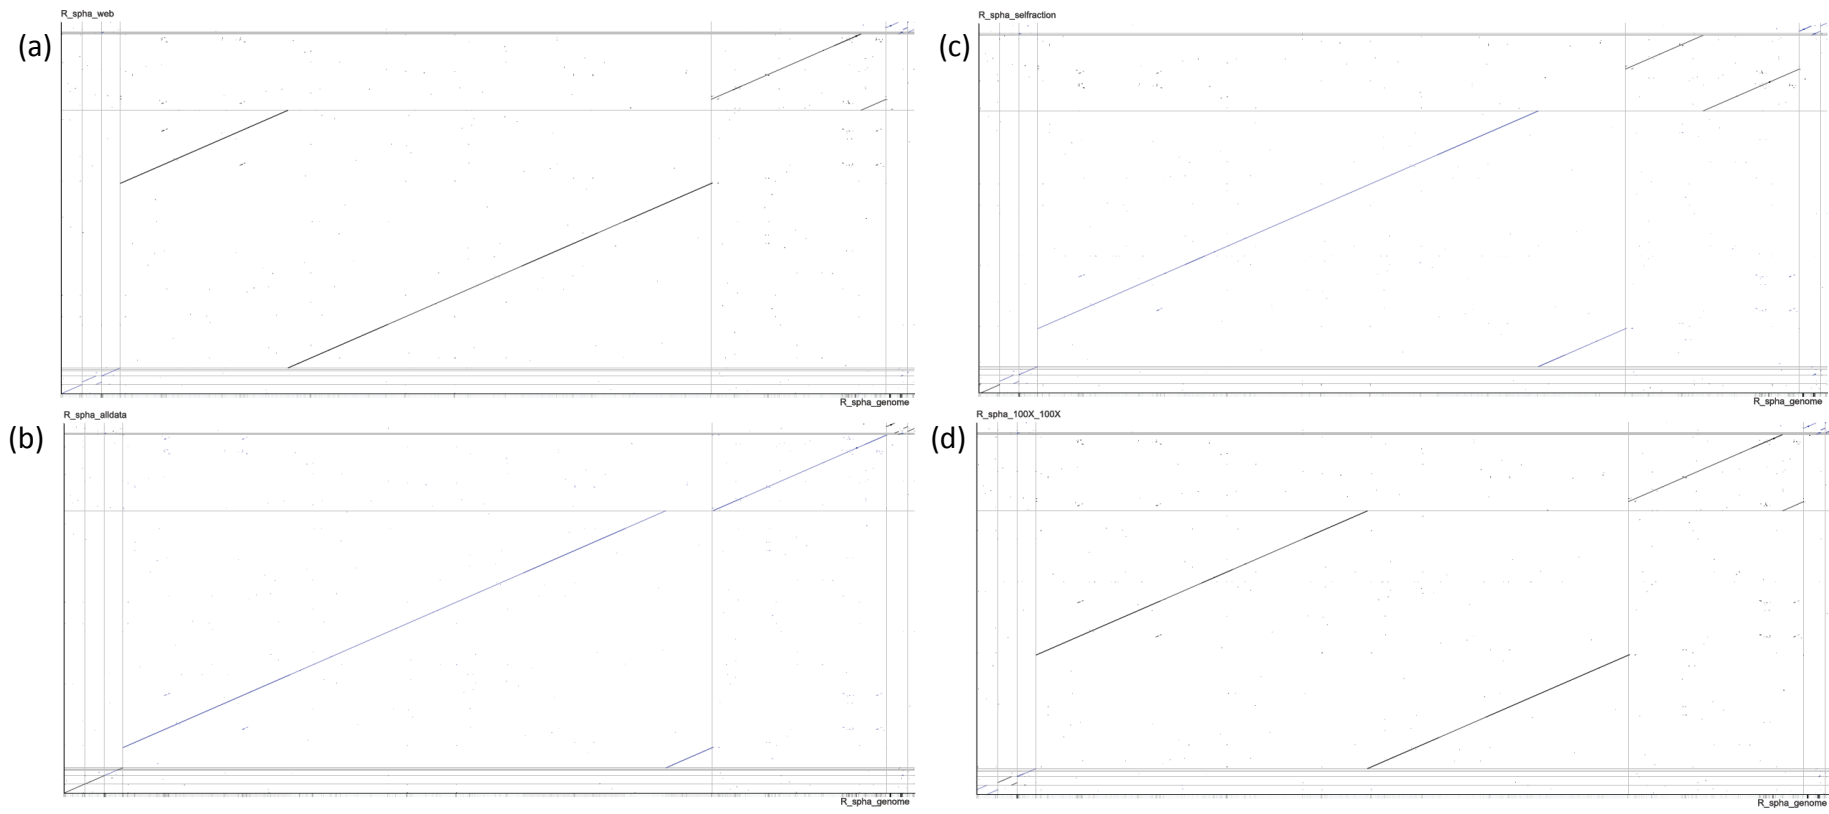 R_spha_web
(a)
R_spha_genome
R_spha_alldata
(b)
R_spha_genome
R_spha_selfraction
(c)
R_spha_genome
R_spha_100X_100X
(d)
R_spha_genome